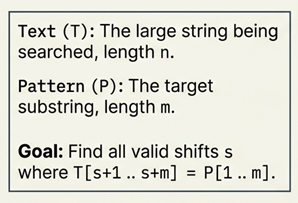 Text (T): The large string being
searched, length n.
Pattern (P): The target
substring, length m.
Goal: Find all valid shifts s
where T[s+1 .. s+m] = P[1 .. m].